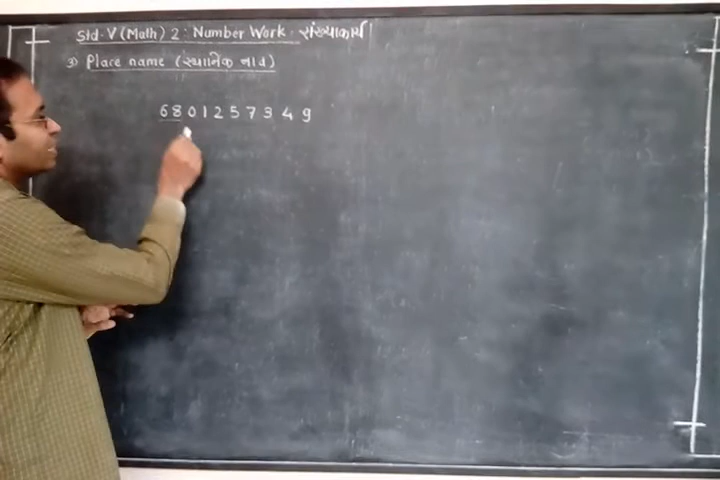 Std. V (Math) 2 : Number Work - સંખ્યાકાર્ય
3) Place name (स्थानिक नाव)
6801257349